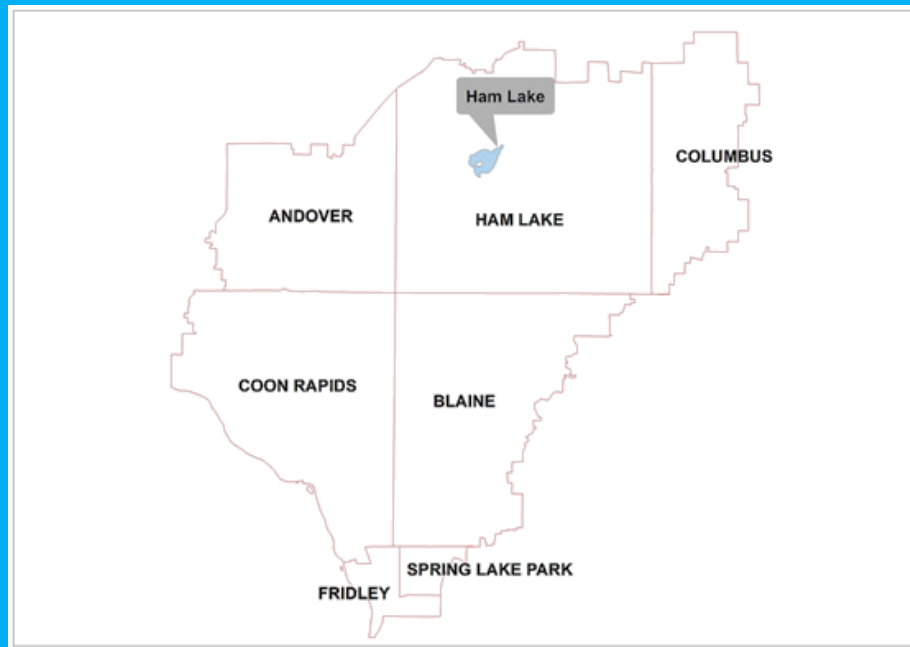 Ham Lake
COLUMBUS
ANDOVER
HAM LAKE
COON RAPIDS
BLAINE
SPRING LAKE PARK
FRIDLEY